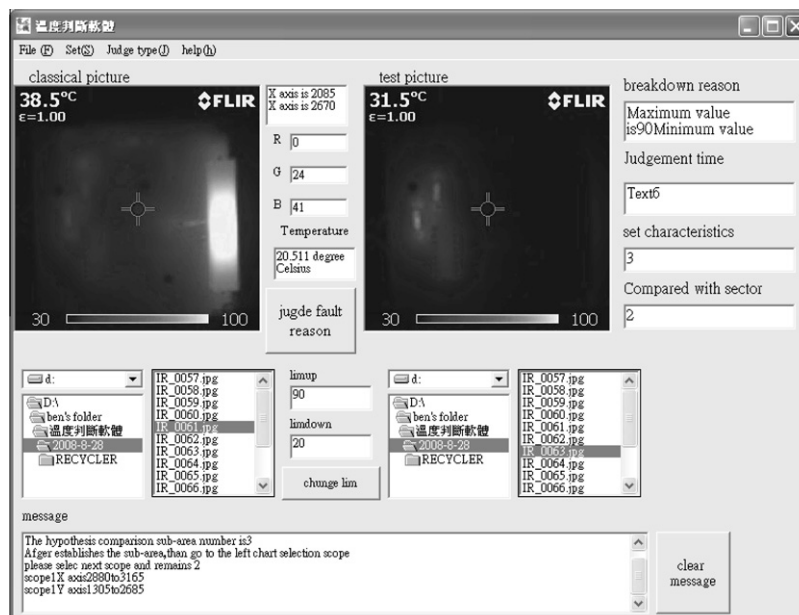 溫度判斷軟體
File (F) Set(S) Judge type(J) help(h)
classical picture
38.5°C
ε=1.00
FLIR
30
100
X axis is 2085
X axis is 2670
R
0
G
24
B
41
Temperature
20.511 degree
Celsius
jugde fault
reason
test picture
31.5°C
ε=1.00
FLIR
30
100
breakdown reason
Maximum value
is90Minimum value
Judgement time
Text6
set characteristics
3
Compared with sector
2
d:
D:\
ben's folder
溫度判斷軟體
2008-8-28
RECYCLER
IR_0057.jpg
IR_0058.jpg
IR_0059.jpg
IR_0060.jpg
IR_0061.jpg
IR_0062.jpg
IR_0063.jpg
IR_0064.jpg
IR_0065.jpg
IR_0066.jpg
limup
90
limdown
20
chunge lim
d:
D:\
ben's folder
溫度判斷軟體
2008-8-28
RECYCLER
IR_0057.jpg
IR_0058.jpg
IR_0059.jpg
IR_0060.jpg
IR_0061.jpg
IR_0062.jpg
IR_0063.jpg
IR_0064.jpg
IR_0065.jpg
IR_0066.jpg
message
The hypothesis comparison sub-area number is3
Afger establishes the sub-area,than go to the left chart selection scope
please selec next scope and remains 2
scope1X axis2880to3165
scope1Y axis1305to2685
clear
message